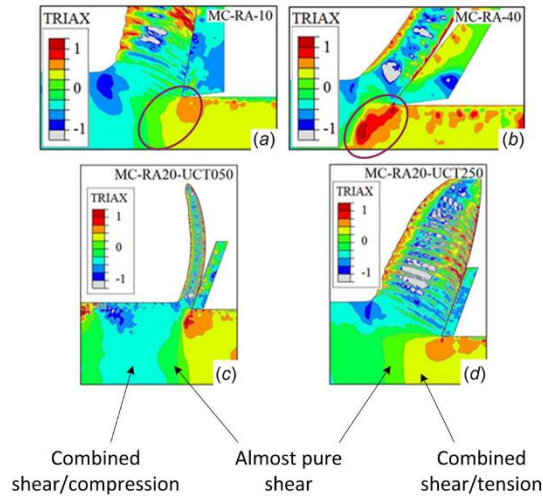 MC-RA-10
TRIAX
1
0
-1
(a)
MC-RA-40
TRIAX
1
0
-1
(b)
MC-RA20-UCT050
TRIAX
1
0
-1
(c)
MC-RA20-UCT250
TRIAX
1
0
-1
(d)
Combined
shear/compression
Almost pure
shear
Combined
shear/tension